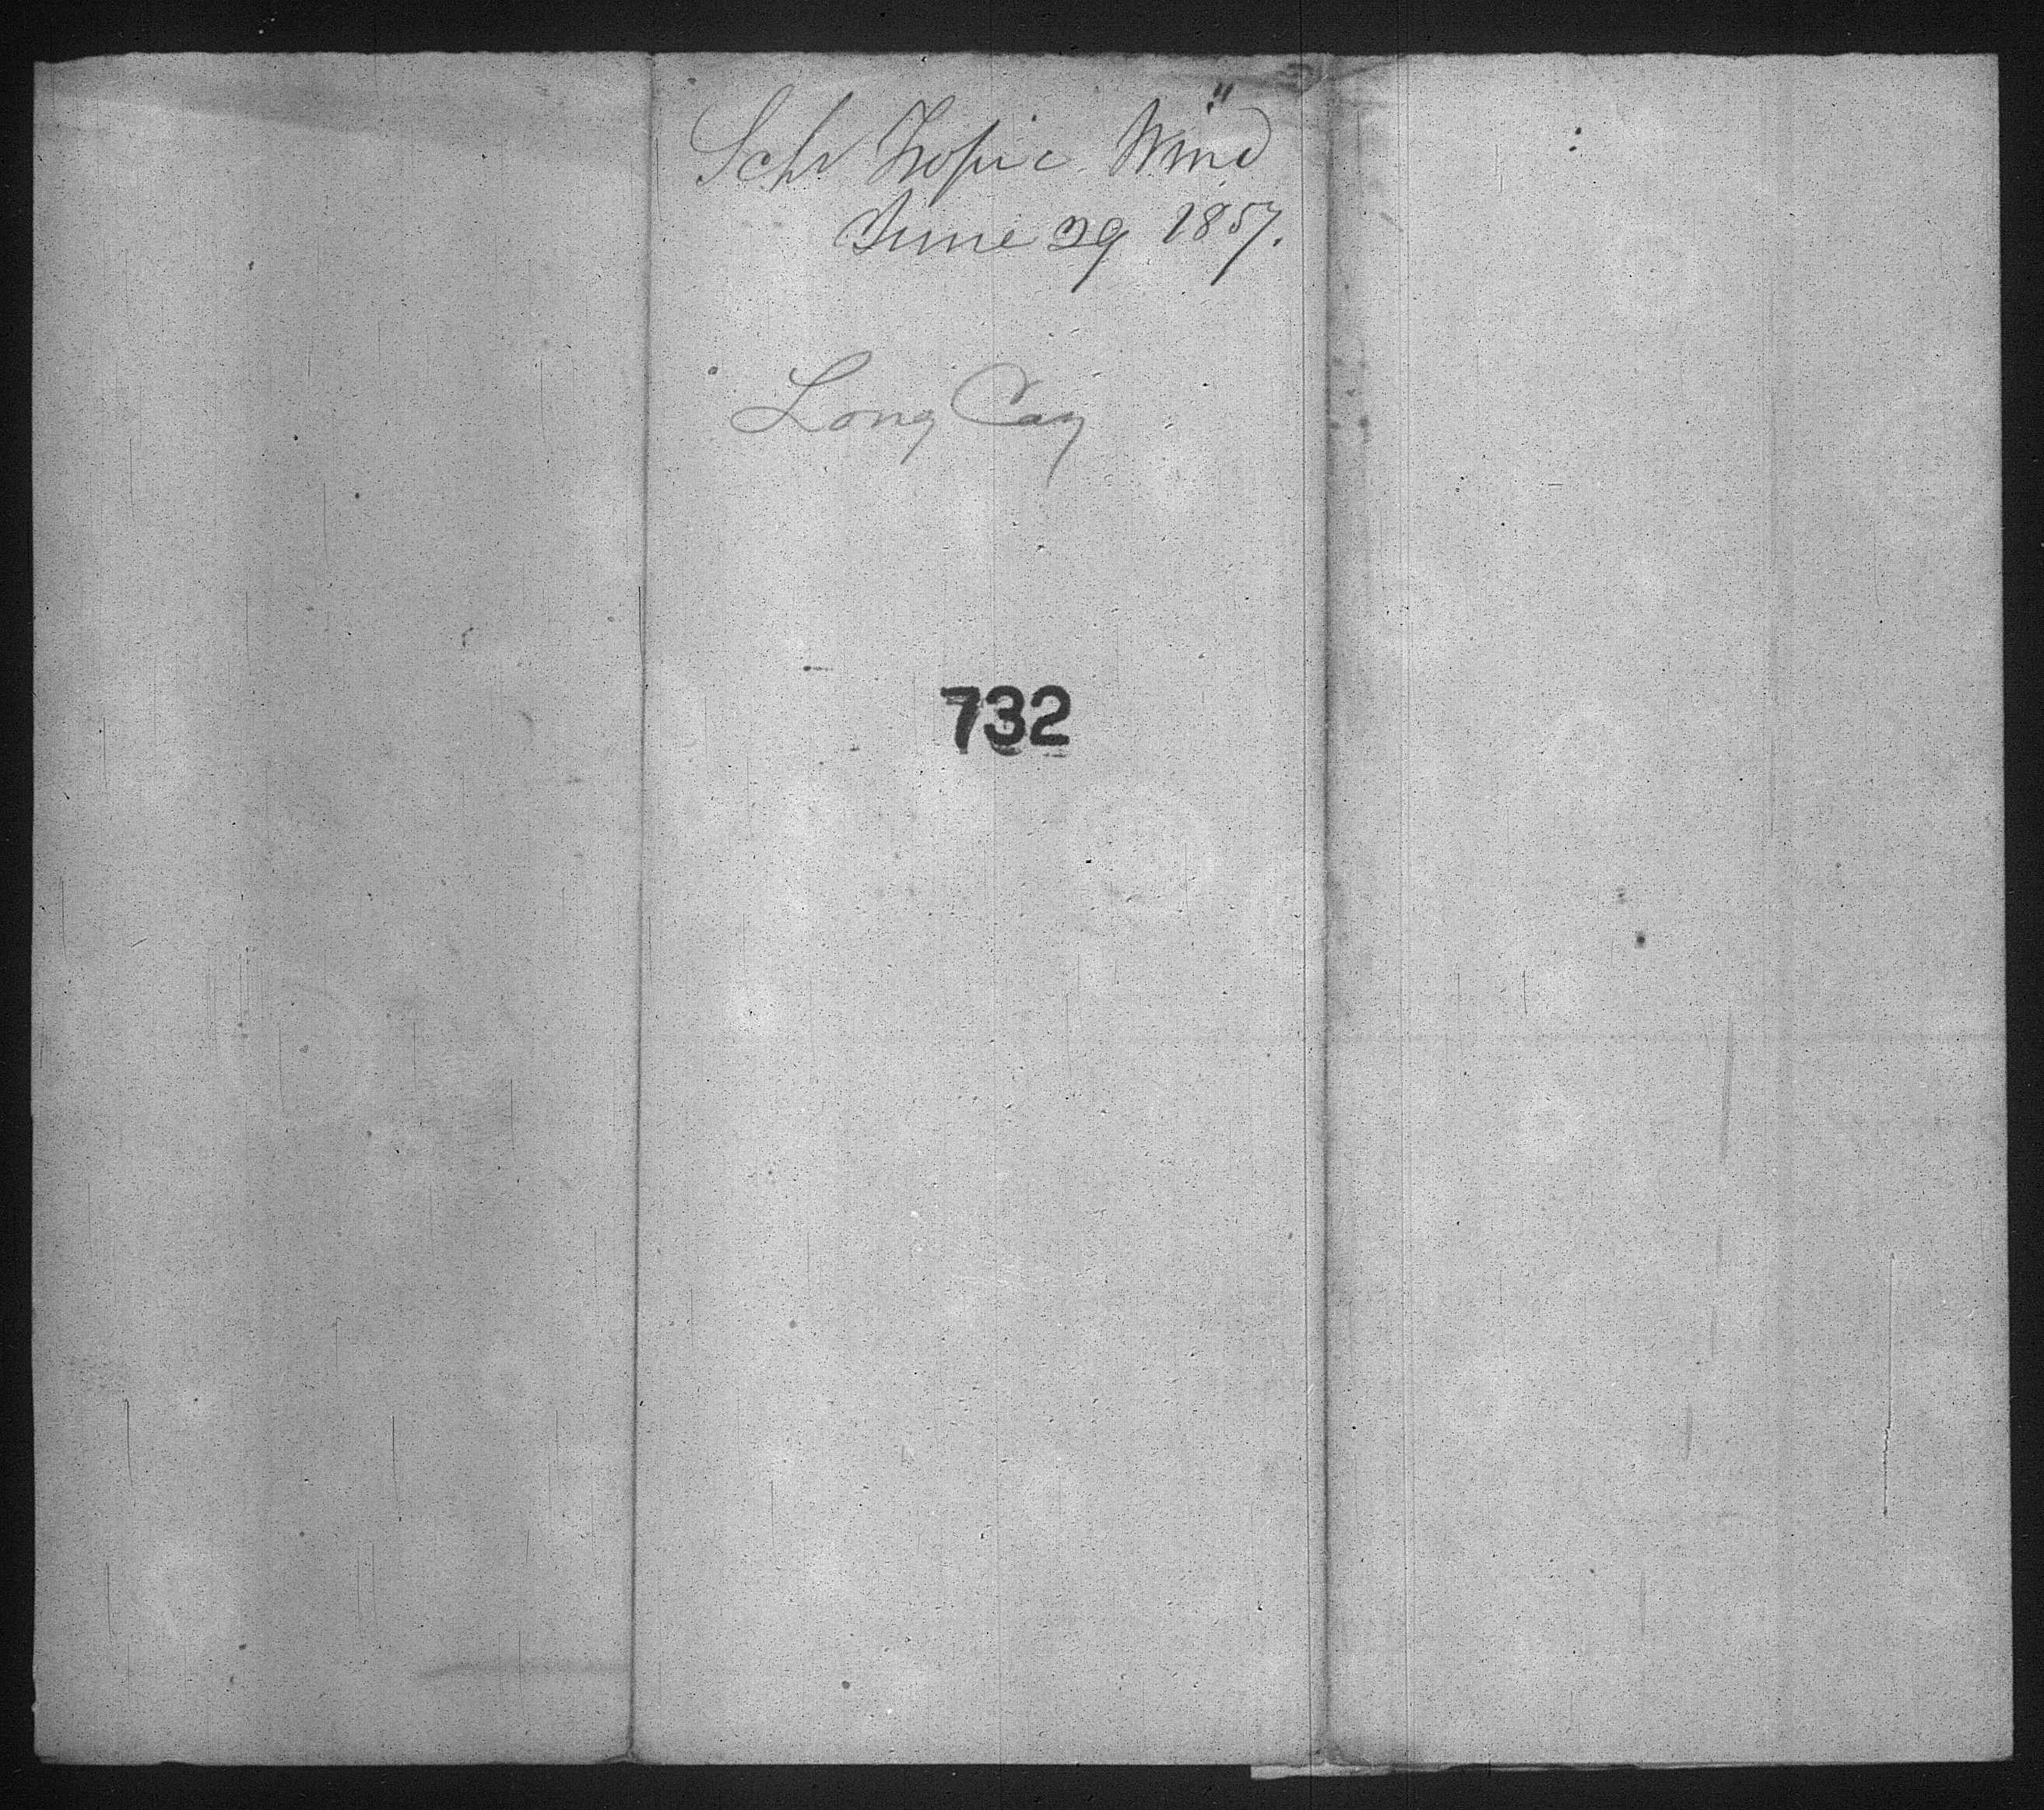 Schr Tropic Wind
June 29 1857.
Long Cay
732